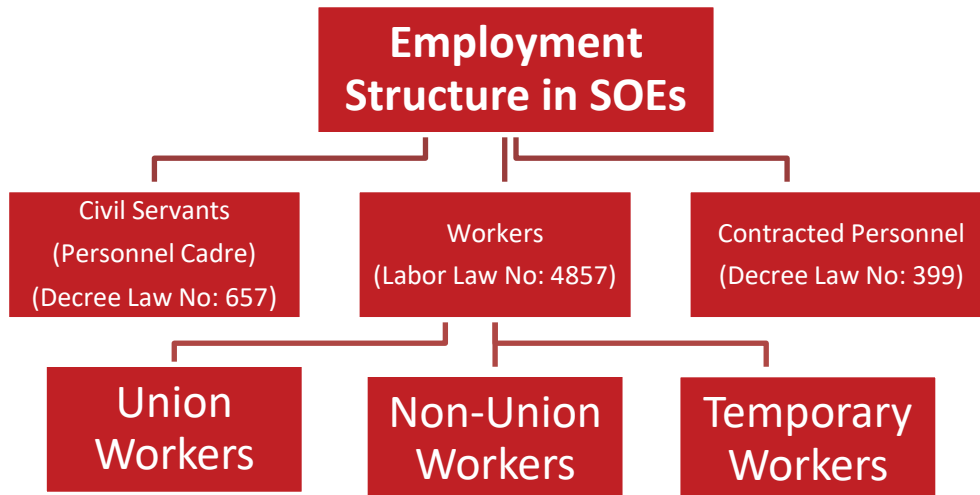 Employment
Structure in SOEs
Civil Servants
(Personnel Cadre)
(Decree Law No: 657)
Workers
(Labor Law No: 4857)
Contracted Personnel
(Decree Law No: 399)
Union
Workers
Non-Union
Workers
Temporary
Workers